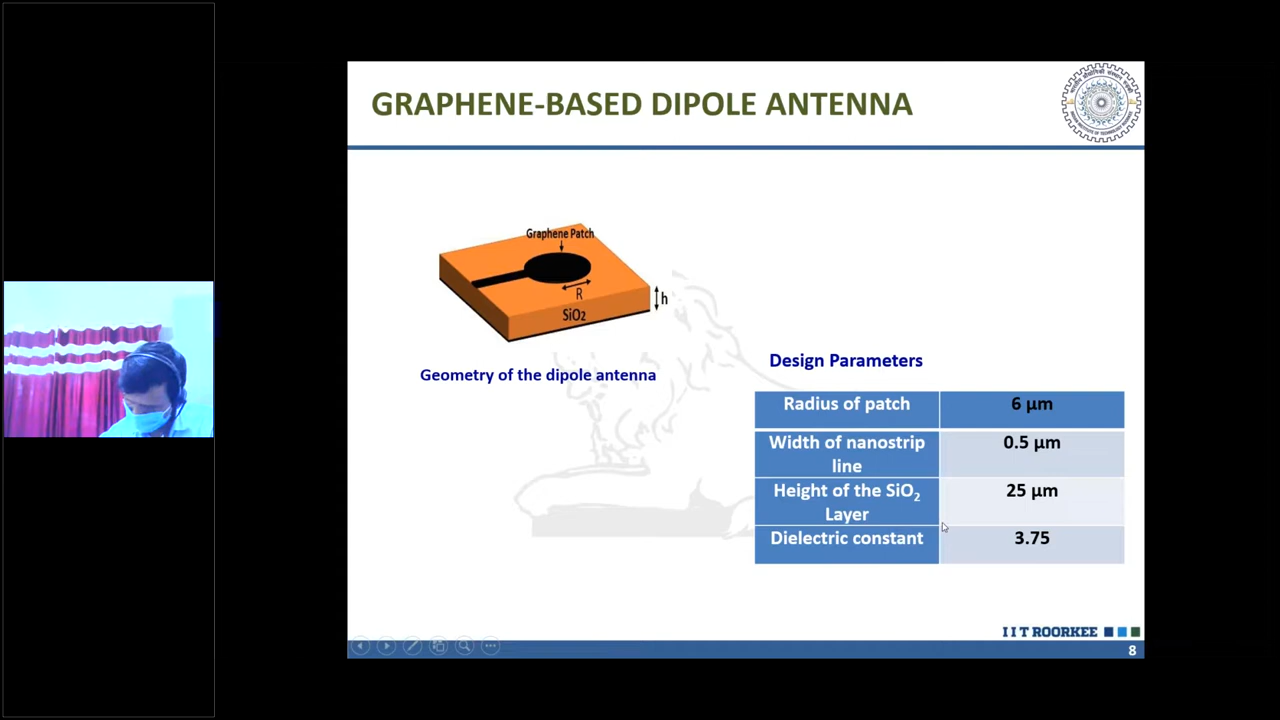 GRAPHENE-BASED DIPOLE ANTENNA
Graphene Patch
R
h
SiO2
Geometry of the dipole antenna
Design Parameters
Radius of patch 6 µm
Width of nanostrip line 0.5 µm
Height of the SiO₂ Layer 25 µm
Dielectric constant 3.75
I I T ROORKEE
8